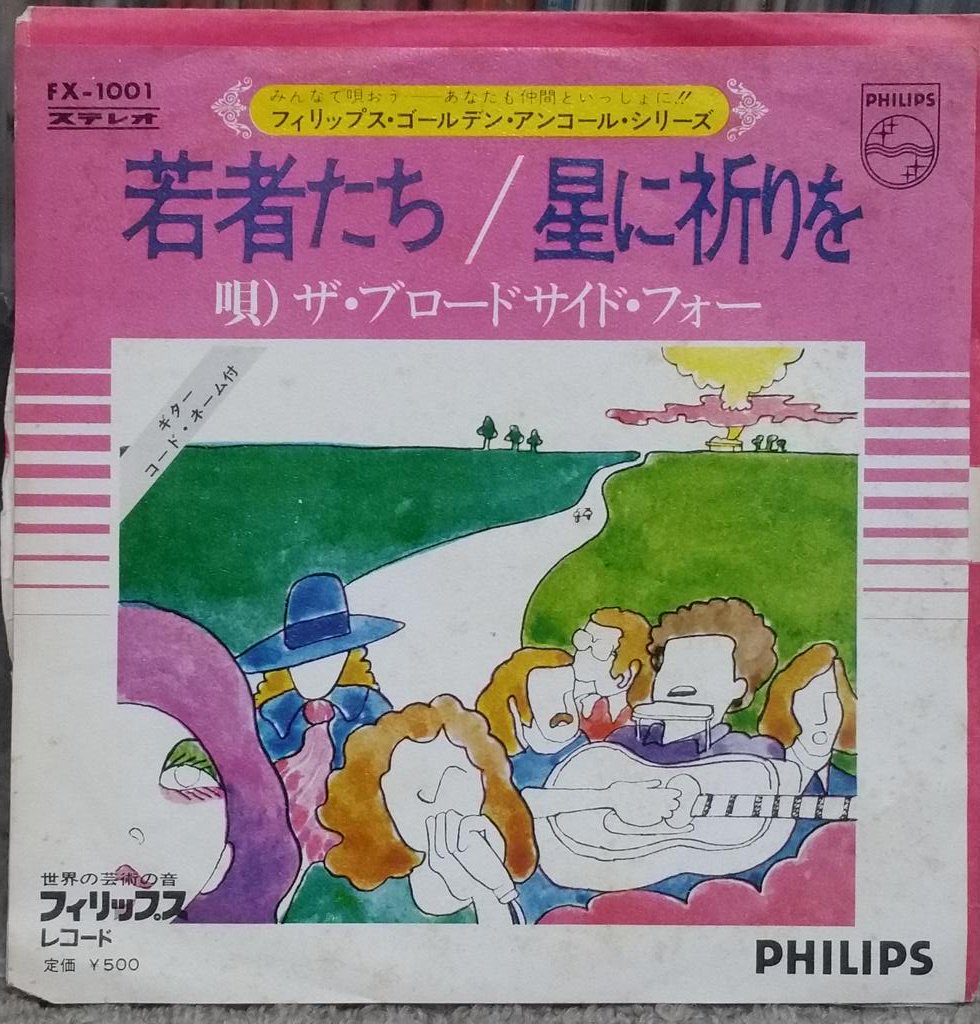 FX-1001
ステレオ
みんなで唄おう――あなたも仲間といっしょに!!
フィリップス・ゴールデン・アンコール・シリーズ
PHILIPS
若者たち/星に祈りを
唄)ザ・ブロードサイド・フォー
ギター
コード・ネーム付
世界の芸術の音
フィリップス
レコード
定価 ¥500
PHILIPS